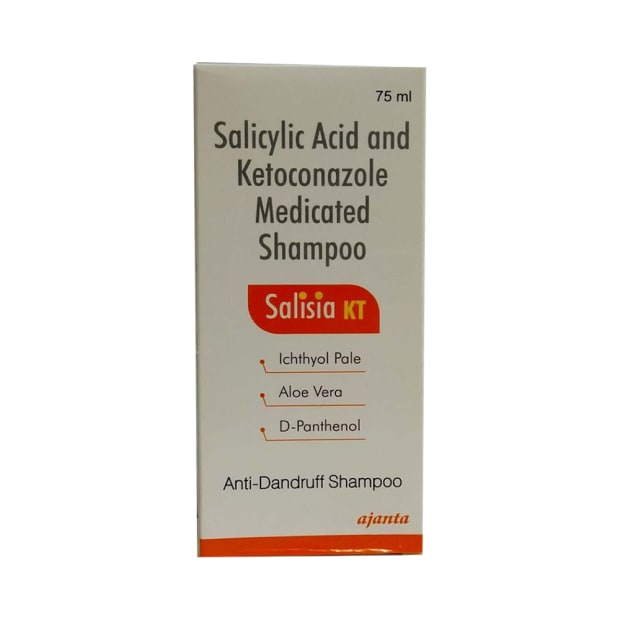 75 ml
Salicylic Acid and
Ketoconazole
Medicated
Shampoo
Salisia KT
Ichthyol Pale
Aloe Vera
D-Panthenol
Anti-Dandruff Shampoo
ajanta